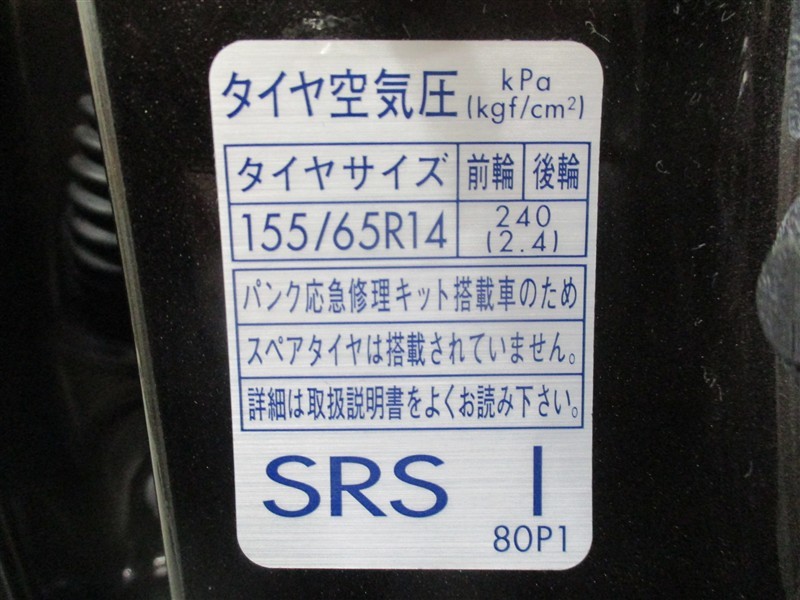 タイヤ空気圧 kPa (kgf/cm²)
タイヤサイズ 前輪 後輪
155/65R14 240 (2.4)
パンク応急修理キット搭載車のため
スペアタイヤは搭載されていません。
詳細は取扱説明書をよくお読み下さい。
SRS I
80P1